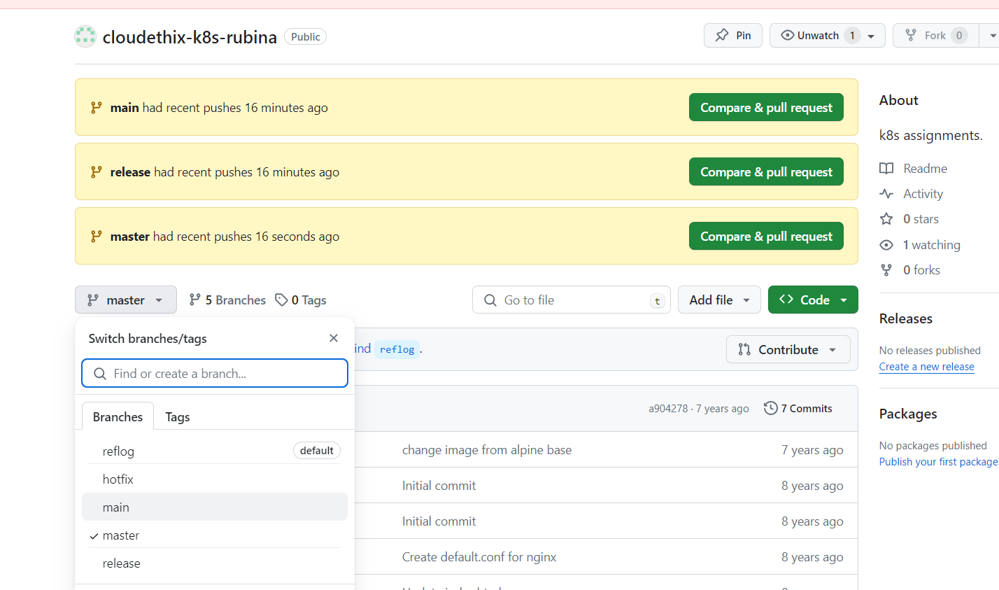 cloudethix-k8s-rubina Public
Pin
Unwatch 1
Fork 0
main had recent pushes 16 minutes ago
Compare & pull request
release had recent pushes 16 minutes ago
Compare & pull request
master had recent pushes 16 seconds ago
Compare & pull request
master
5 Branches
0 Tags
Go to file t
Add file
Code
Switch branches/tags
Find or create a branch...
Branches Tags
reflog default
hotfix
main
master
release
ind reflog.
Contribute
a904278 · 7 years ago
7 Commits
change image from alpine base 7 years ago
Initial commit 8 years ago
Initial commit 8 years ago
Create default.conf for nginx 8 years ago
About
k8s assignments.
Readme
Activity
0 stars
1 watching
0 forks
Releases
No releases published
Create a new release
Packages
No packages published
Publish your first package